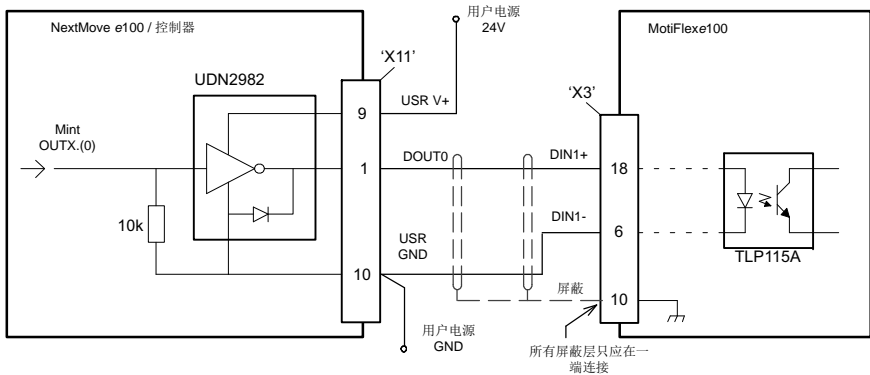 NextMove e100 / 控制器
用户电源
24V
MotiFlexe100
'X11'
UDN2982
'X3'
USR V+
9
Mint
OUTX.(0)
DOUT0
DIN1+
1
18
10k
DIN1-
USR
GND
6
TLP115A
10
屏蔽
10
用户电源
GND
所有屏蔽层只应在一
端连接